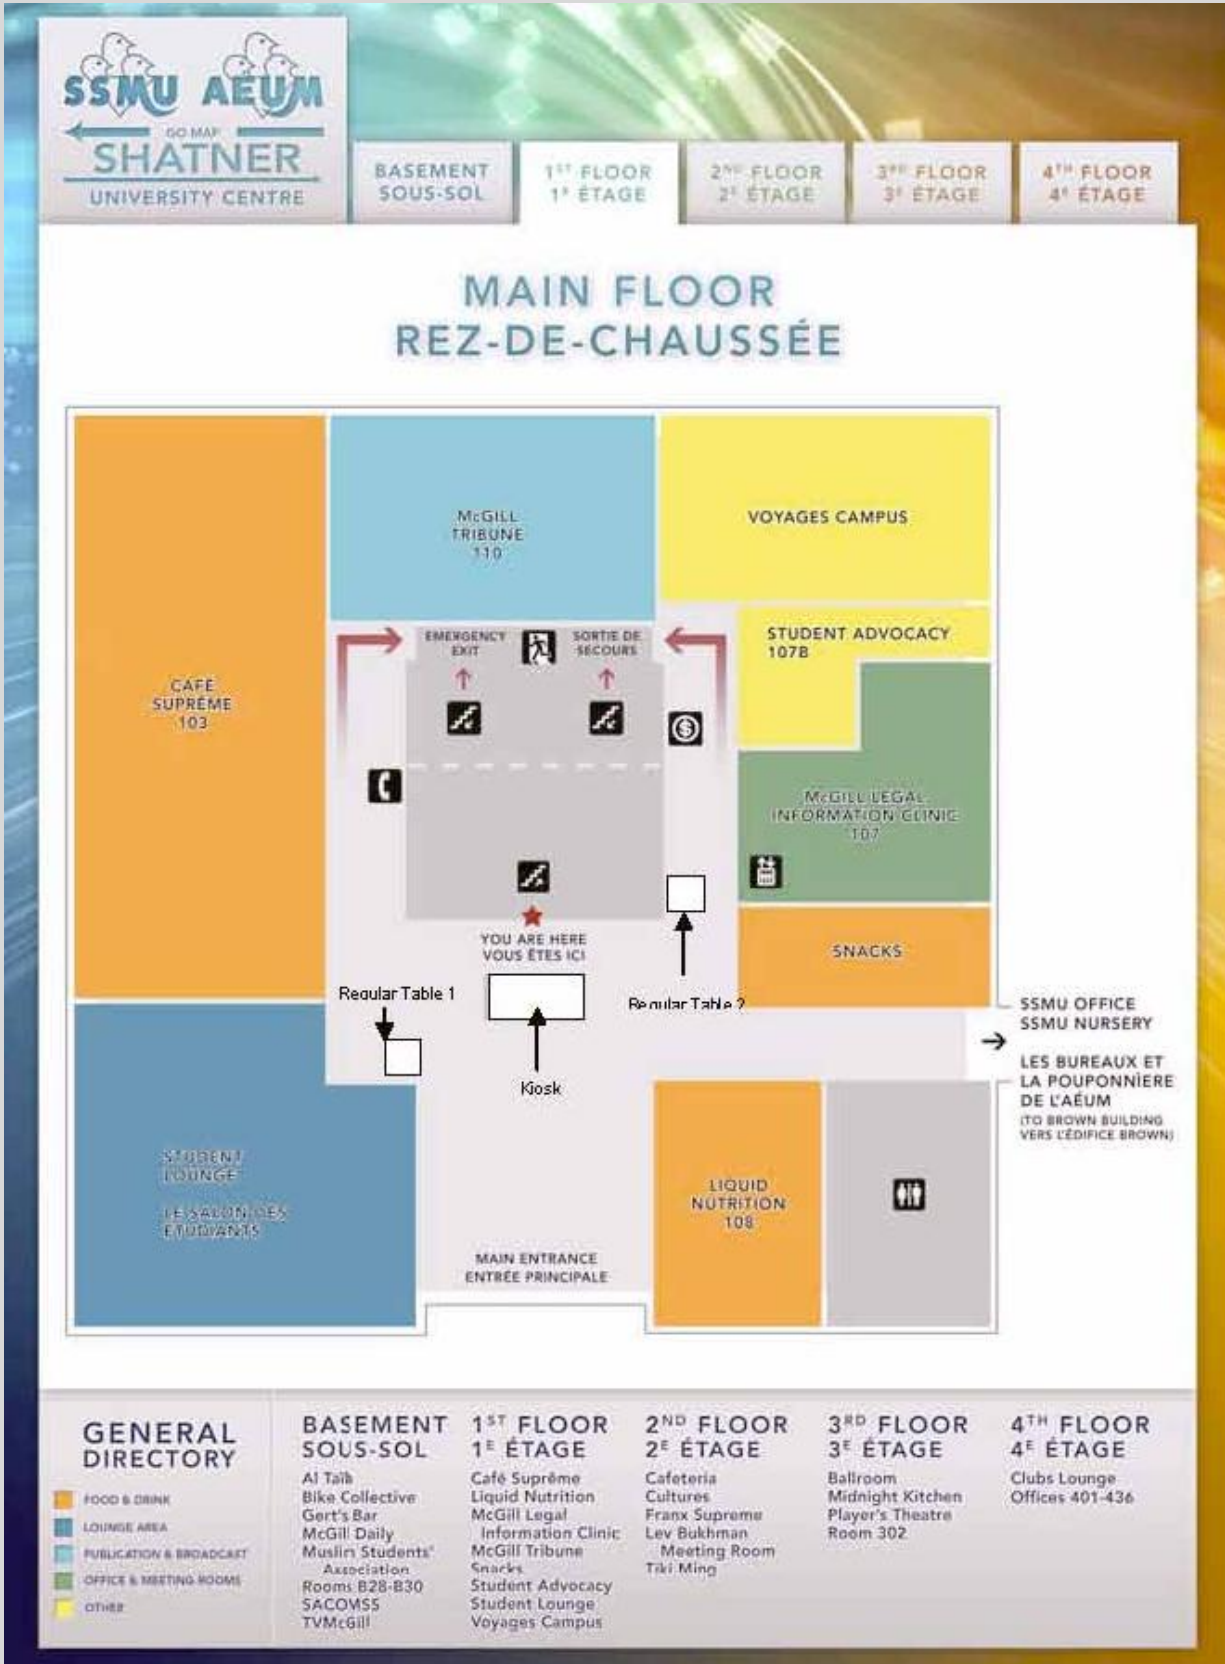 SSMU AEUM
GO MAP
SHATNER
UNIVERSITY CENTRE
BASEMENT
SOUS-SOL
1ST FLOOR
1E ÉTAGE
2ND FLOOR
2E ÉTAGE
3RD FLOOR
3E ÉTAGE
4TH FLOOR
4E ÉTAGE
MAIN FLOOR
REZ-DE-CHAUSSÉE
McGILL
TRIBUNE
110
VOYAGES CAMPUS
EMERGENCY
EXIT
SORTIE DE
SECOURS
STUDENT ADVOCACY
107B
CAFÉ
SUPRÊME
103
McGILL LEGAL
INFORMATION CLINIC
107
YOU ARE HERE
VOUS ÊTES ICI
SNACKS
Regular Table 1
Regular Table 2
Kiosk
SSMU OFFICE
SSMU NURSERY
LES BUREAUX ET
LA POUPONNIÈRE
DE L'AÉUM
(TO BROWN BUILDING
VERS L'ÉDIFICE BROWN)
STUDENT
LOUNGE
LE SALON DES
ÉTUDIANTS
LIQUID
NUTRITION
108
MAIN ENTRANCE
ENTRÉE PRINCIPALE
GENERAL
DIRECTORY
FOOD & DRINK
LOUNGE AREA
PUBLICATION & BROADCAST
OFFICE & MEETING ROOMS
OTHER
BASEMENT
SOUS-SOL
Al Taib
Bike Collective
Gert's Bar
McGill Daily
Muslim Students'
Association
Rooms B28-B30
SACOMSS
TVMcGill
1ST FLOOR
1E ÉTAGE
Café Suprême
Liquid Nutrition
McGill Legal
Information Clinic
McGill Tribune
Snacks
Student Advocacy
Student Lounge
Voyages Campus
2ND FLOOR
2E ÉTAGE
Cafeteria
Cultures
Franx Supreme
Lev Bukhman
Meeting Room
Tiki Ming
3RD FLOOR
3E ÉTAGE
Ballroom
Midnight Kitchen
Player's Theatre
Room 302
4TH FLOOR
4E ÉTAGE
Clubs Lounge
Offices 401-436